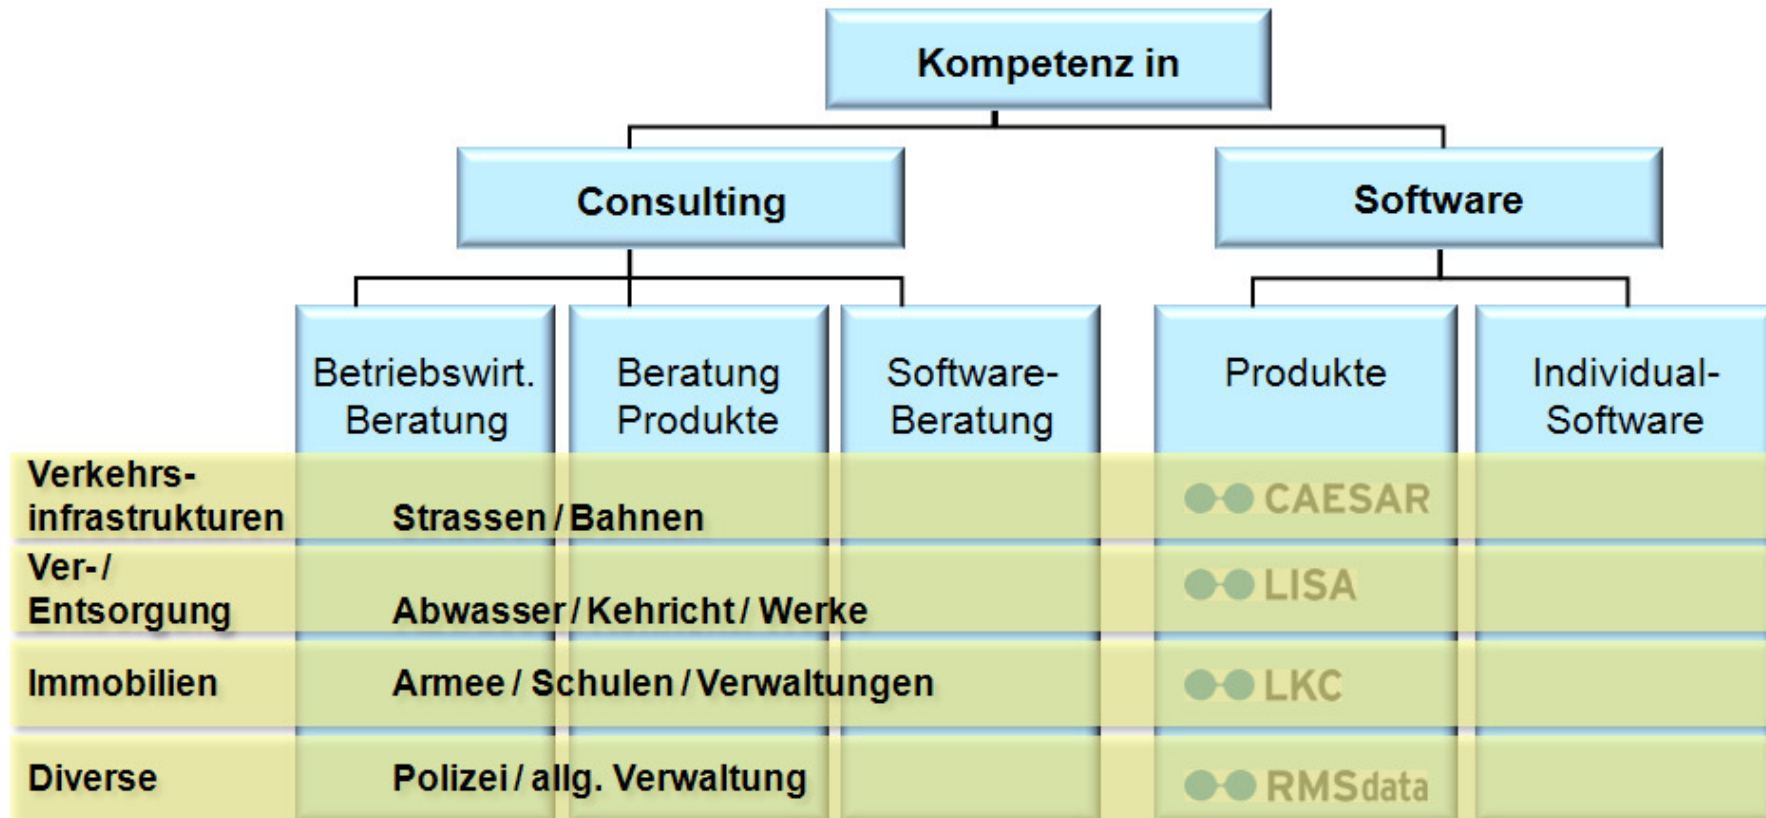 Kompetenz in
Consulting
Software
Betriebswirt.
Beratung
Beratung
Produkte
Software-
Beratung
Produkte
Individual-
Software
Verkehrs-
infrastrukturen
Strassen / Bahnen
CAESAR
Ver- /
Entsorgung
Abwasser / Kehricht / Werke
LISA
Immobilien
Armee / Schulen / Verwaltungen
LKC
Diverse
Polizei / allg. Verwaltung
RMSdata